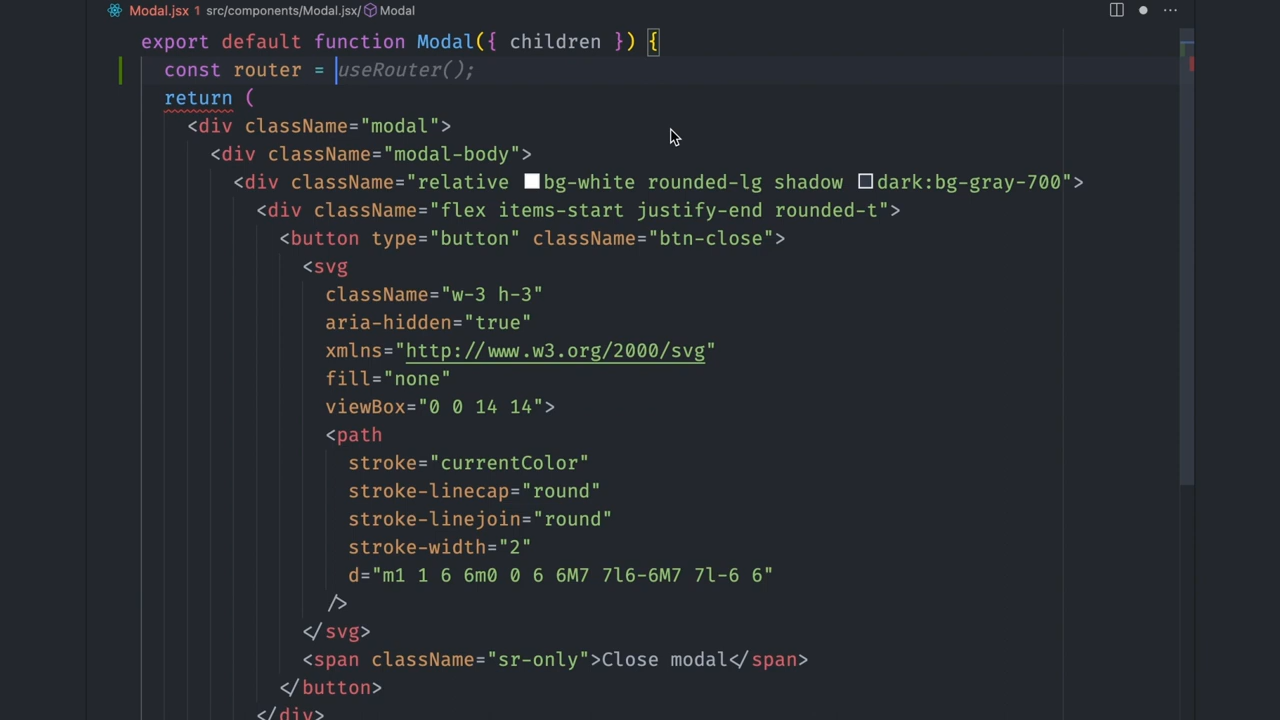 Modal.jsx 1 src/components/Modal.jsx/ Modal
export default function Modal({ children }) {
const router = useRouter();
return (
<div className="modal">
<div className="modal-body">
<div className="relative bg-white rounded-lg shadow dark:bg-gray-700">
<div className="flex items-start justify-end rounded-t">
<button type="button" className="btn-close">
<svg
className="w-3 h-3"
aria-hidden="true"
xmlns="http://www.w3.org/2000/svg"
fill="none"
viewBox="0 0 14 14">
<path
stroke="currentColor"
stroke-linecap="round"
stroke-linejoin="round"
stroke-width="2"
d="m1 1 6 6m0 0 6 6M7 7l6-6M7 7l-6 6"
/>
</svg>
<span className="sr-only">Close modal</span>
</button>
</div>